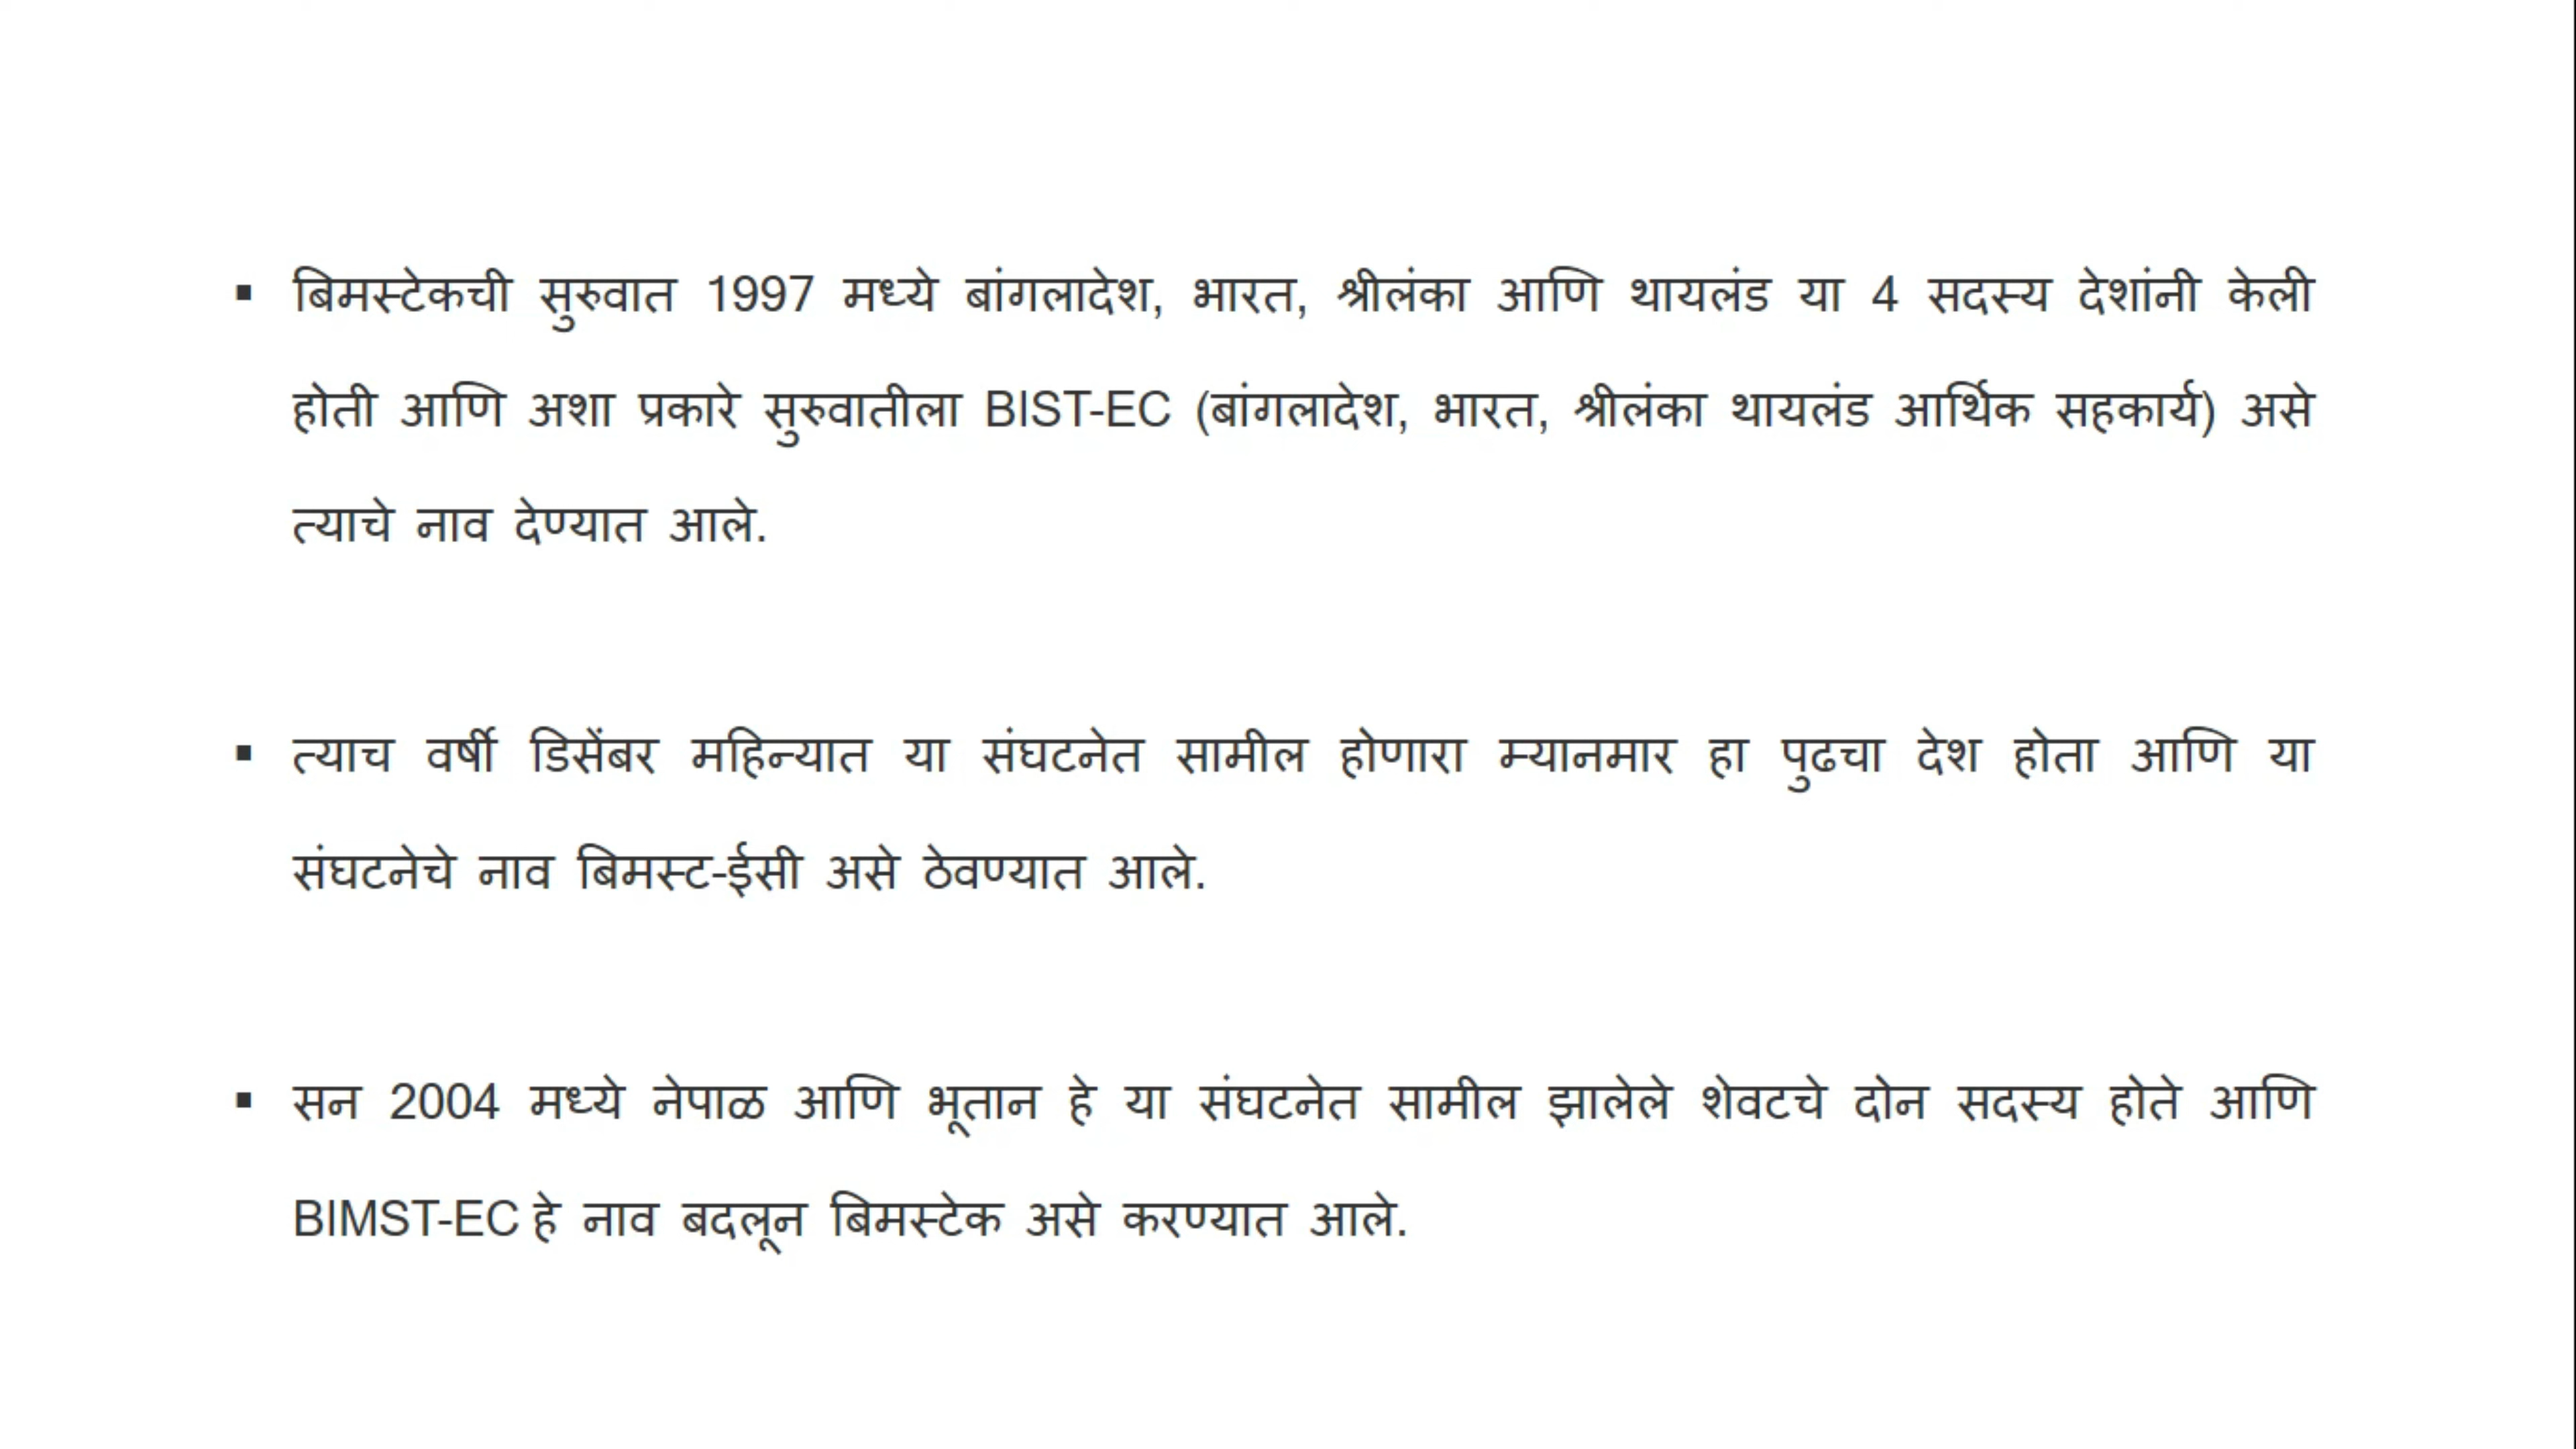 ▪ बिमस्टेकची सुरुवात 1997 मध्ये बांगलादेश, भारत, श्रीलंका आणि थायलंड या 4 सदस्य देशांनी केली
होती आणि अशा प्रकारे सुरुवातीला BIST-EC (बांगलादेश, भारत, श्रीलंका थायलंड आर्थिक सहकार्य) असे
त्याचे नाव देण्यात आले.
▪ त्याच वर्षी डिसेंबर महिन्यात या संघटनेत सामील होणारा म्यानमार हा पुढचा देश होता आणि या
संघटनेचे नाव बिमस्ट-ईसी असे ठेवण्यात आले.
▪ सन 2004 मध्ये नेपाळ आणि भूतान हे या संघटनेत सामील झालेले शेवटचे दोन सदस्य होते आणि
BIMST-EC हे नाव बदलून बिमस्टेक असे करण्यात आले.